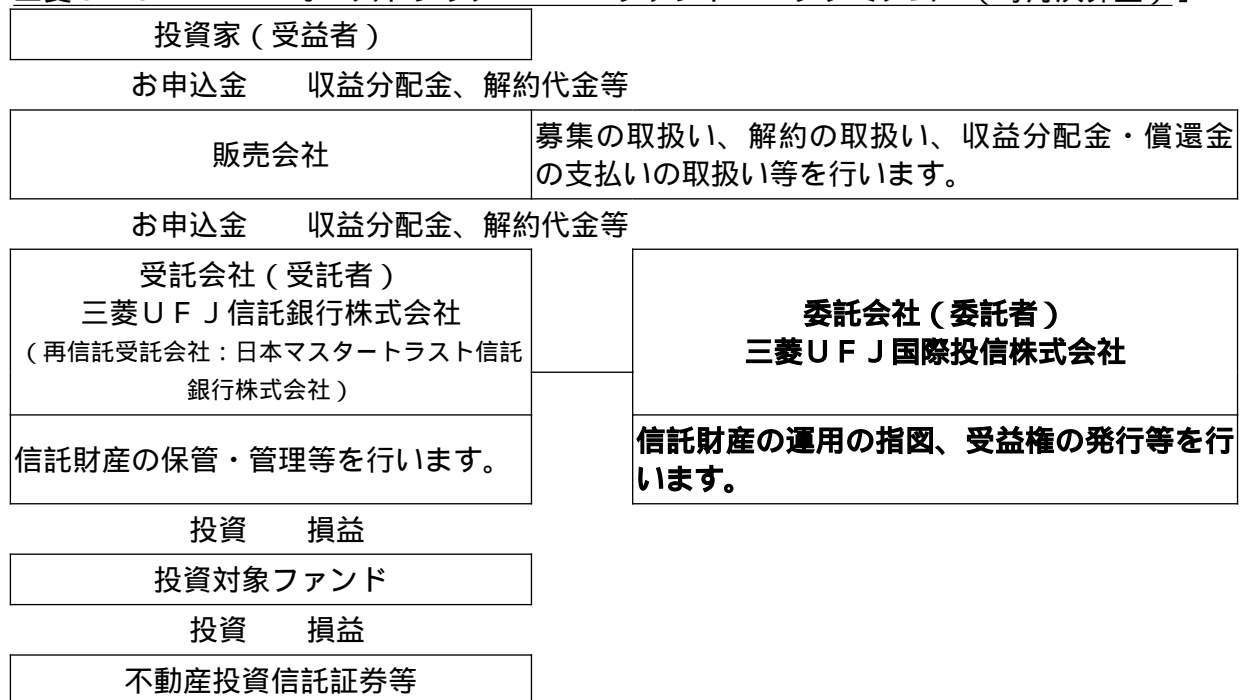 投資家（受益者）
お申込金　収益分配金、解約代金等
販売会社
募集の取扱い、解約の取扱い、収益分配金・償還金
の支払いの取扱い等を行います。
お申込金　収益分配金、解約代金等
受託会社（受託者）
三菱ＵＦＪ信託銀行株式会社
（再信託受託会社：日本マスタートラスト信託
銀行株式会社）
委託会社（委託者）
三菱ＵＦＪ国際投信株式会社
信託財産の保管・管理等を行います。
信託財産の運用の指図、受益権の発行等を行
います。
投資　損益
投資対象ファンド
投資　損益
不動産投資信託証券等